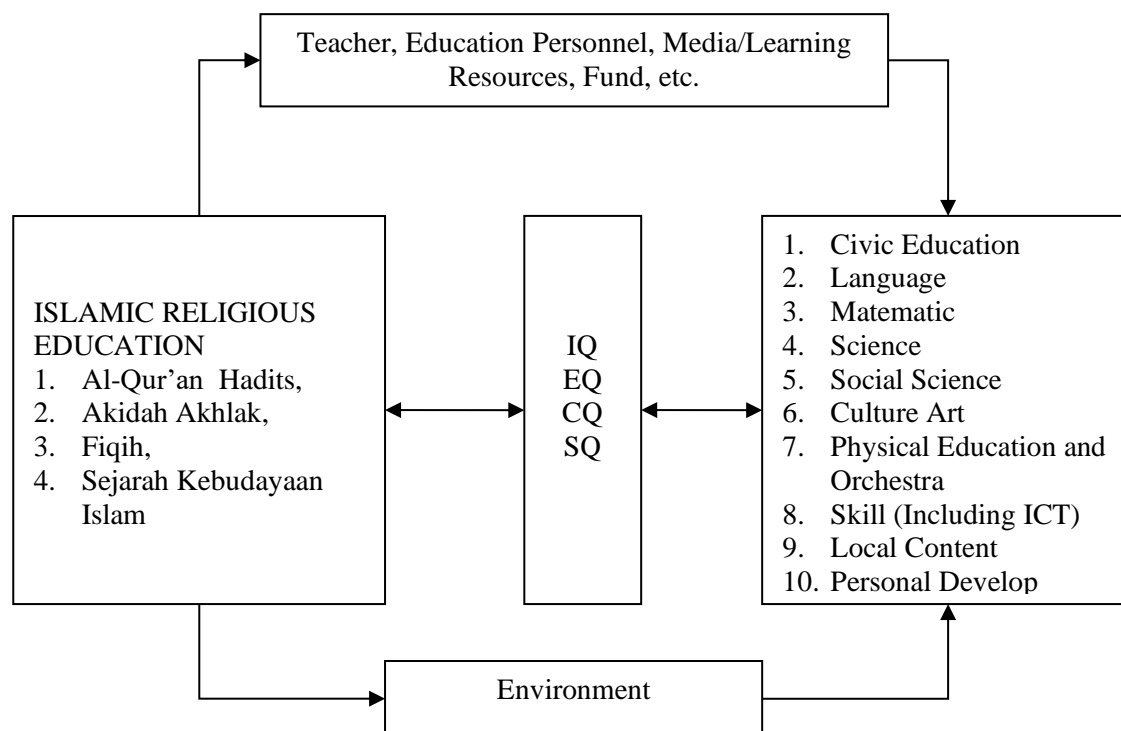 Teacher, Education Personnel, Media/Learning
Resources, Fund, etc.
ISLAMIC RELIGIOUS
EDUCATION
1. Al-Qur’an Hadits,
2. Akidah Akhlak,
3. Fiqih,
4. Sejarah Kebudayaan
Islam
IQ
EQ
CQ
SQ
1. Civic Education
2. Language
3. Matematic
4. Science
5. Social Science
6. Culture Art
7. Physical Education and
Orchestra
8. Skill (Including ICT)
9. Local Content
10. Personal Develop
Environment